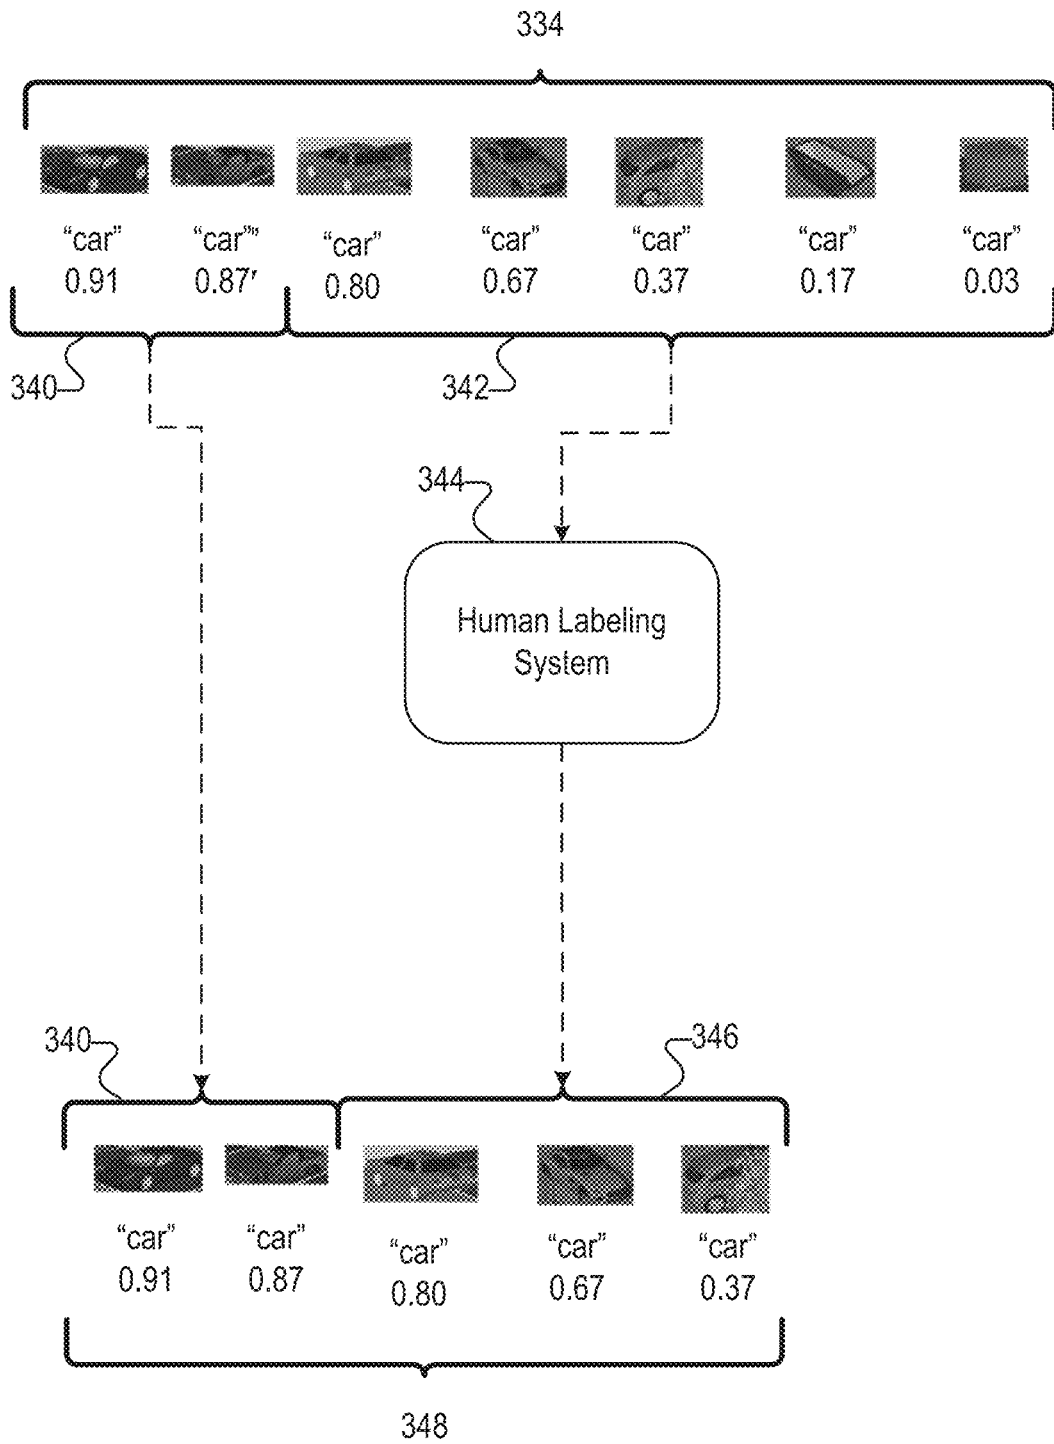 334
“car” “car”” “car” “car” “car” “car” “car”
0.91 0.87′ 0.80 0.67 0.37 0.17 0.03
340 342
344
Human Labeling
System
340 346
“car” “car” “car” “car” “car”
0.91 0.87 0.80 0.67 0.37
348